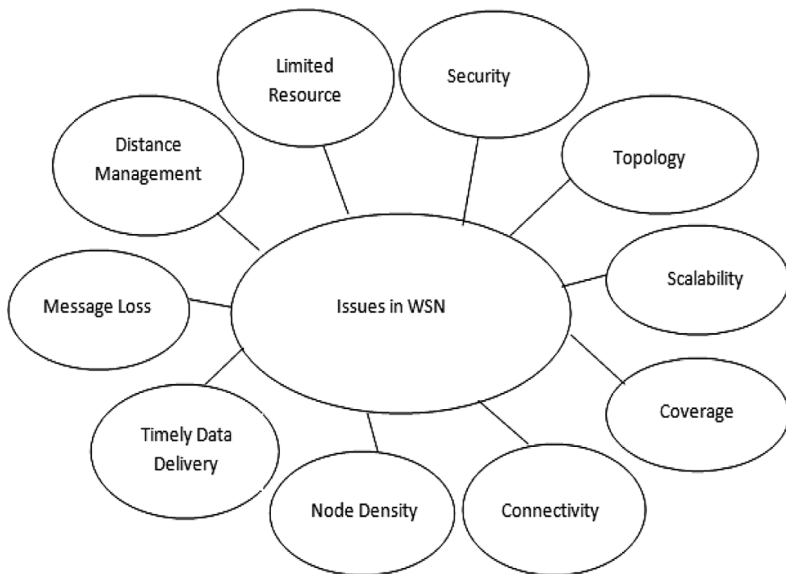 Limited
Resource
Security
Distance
Management
Topology
Scalability
Message Loss
Issues in WSN
Coverage
Timely Data
Delivery
Node Density
Connectivity